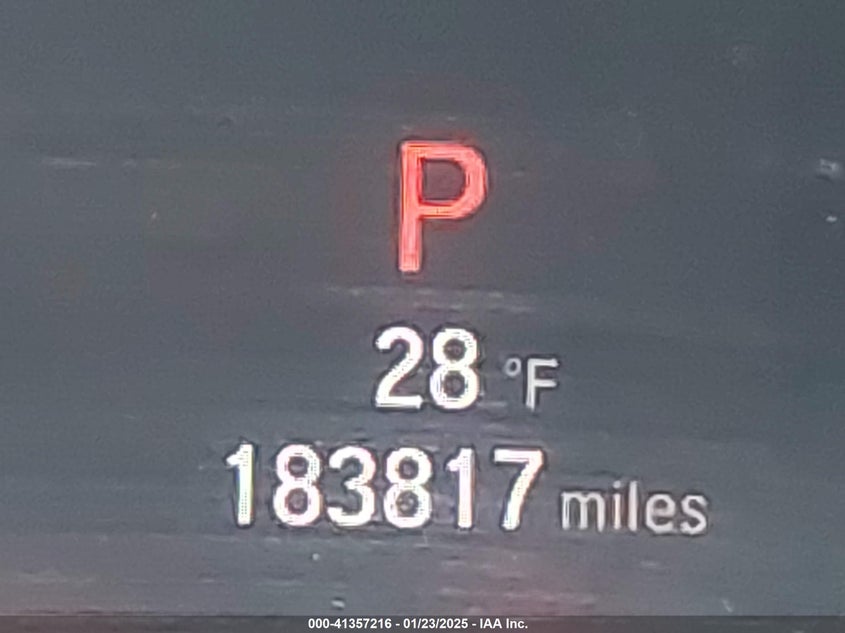 P
28 °F
183817 miles
000-41357216 - 01/23/2025 - IAA Inc.